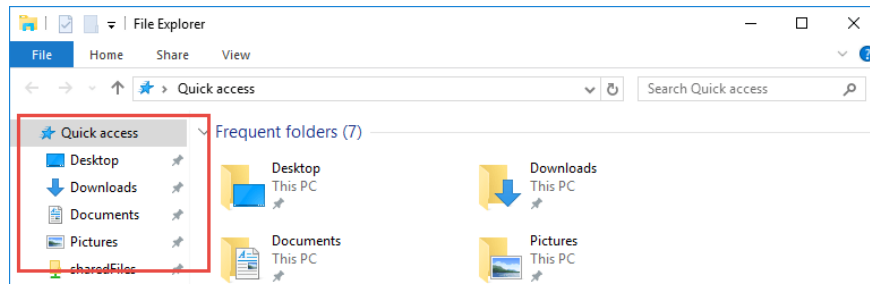 File Explorer
File Home Share View
Quick access
Search Quick access
Quick access
Desktop
Downloads
Documents
Pictures
sharedFiles
Frequent folders (7)
Desktop
This PC
Downloads
This PC
Documents
This PC
Pictures
This PC